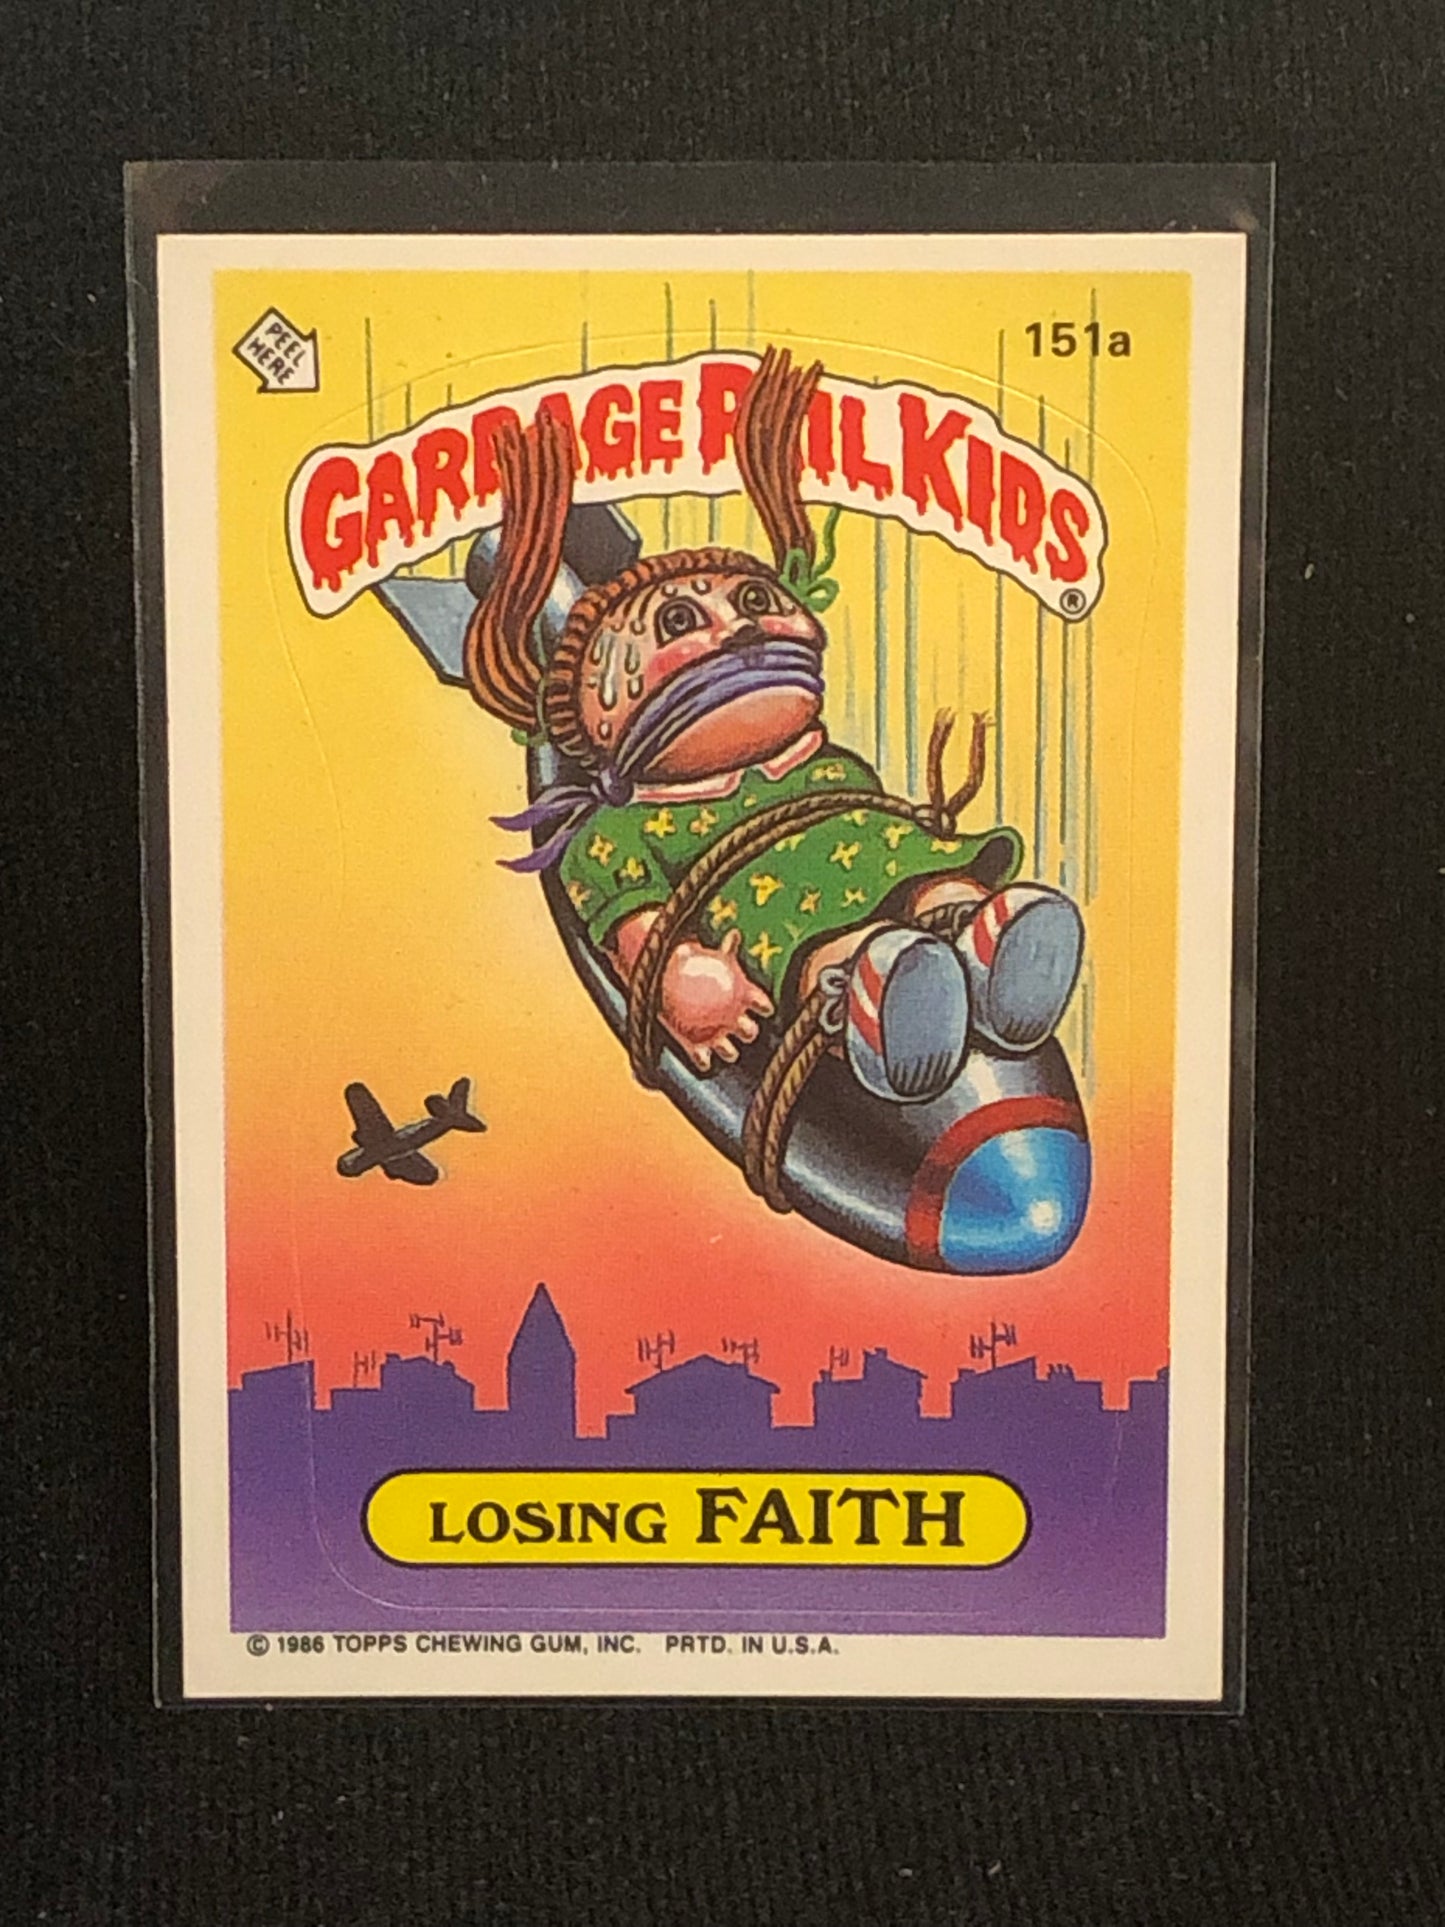 PEEL
HERE
151a
GARBAGE PAIL KIDS
®
LOSING FAITH
© 1986 TOPPS CHEWING GUM, INC. PRTD. IN U.S.A.